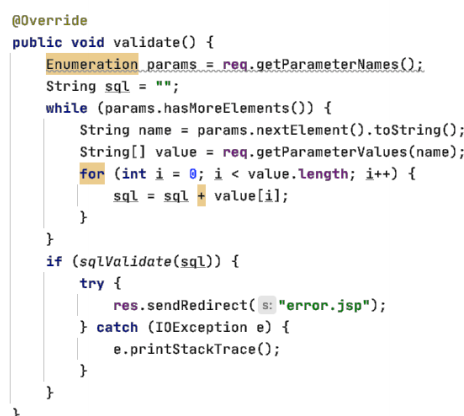 @Override
public void validate() {
    Enumeration params = req.getParameterNames();
    String sql = "";
    while (params.hasMoreElements()) {
        String name = params.nextElement().toString();
        String[] value = req.getParameterValues(name);
        for (int i = 0; i < value.length; i++) {
            sql = sql + value[i];
        }
    }
    if (sqlValidate(sql)) {
        try {
            res.sendRedirect( s: "error.jsp");
        } catch (IOException e) {
            e.printStackTrace();
        }
    }
}